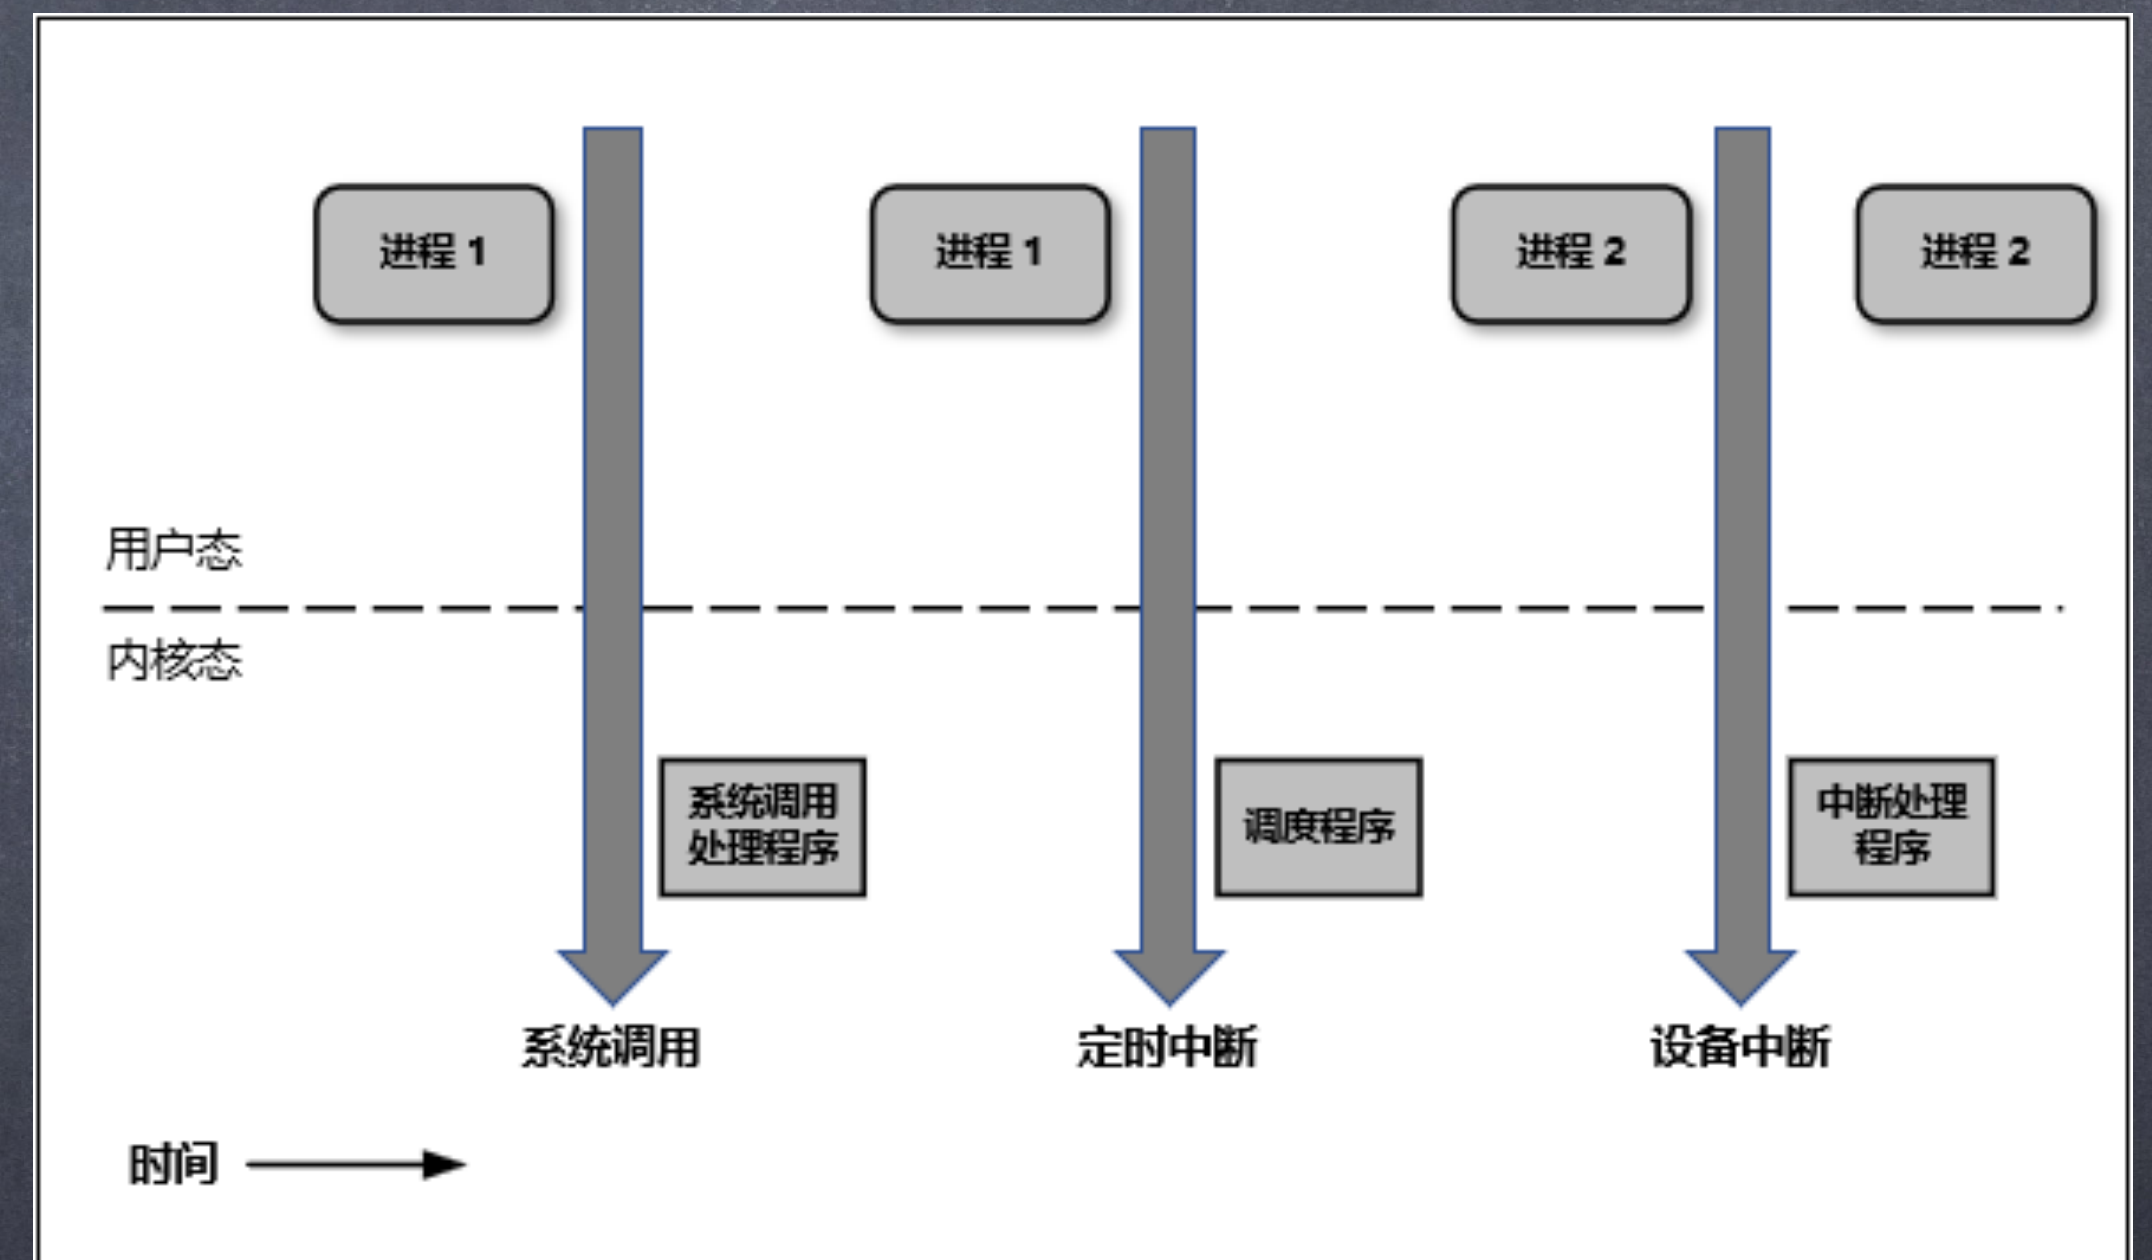 进程 1
进程 1
进程 2
进程 2
用户态
内核态
系统调用
处理程序
调度程序
中断处理
程序
系统调用
定时中断
设备中断
时间